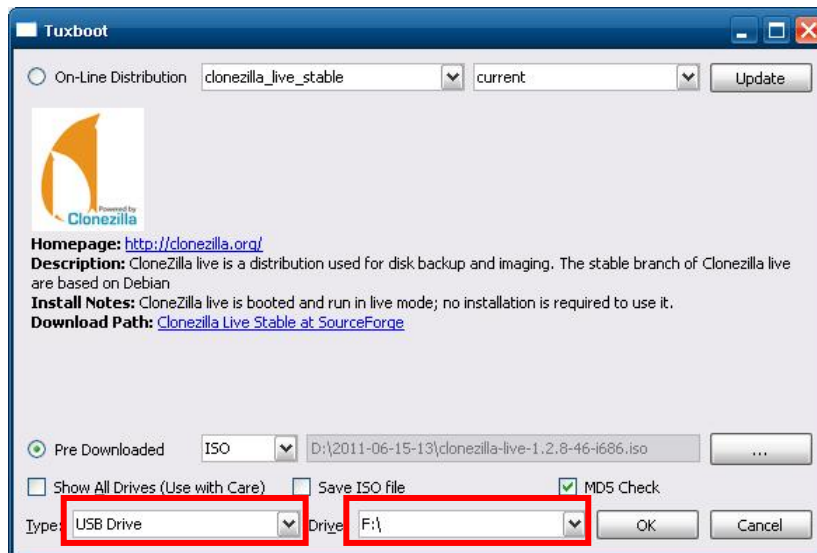 Tuxboot
On-Line Distribution clonezilla_live_stable current Update
Powered by
Clonezilla
Homepage: http://clonezilla.org/
Description: CloneZilla live is a distribution used for disk backup and imaging. The stable branch of Clonezilla live
are based on Debian
Install Notes: CloneZilla live is booted and run in live mode; no installation is required to use it.
Download Path: Clonezilla Live Stable at SourceForge
Pre Downloaded ISO D:\2011-06-15-13\clonezilla-live-1.2.8-46-i686.iso ...
Show All Drives (Use with Care) Save ISO file MD5 Check
Type: USB Drive Drive F:\ OK Cancel